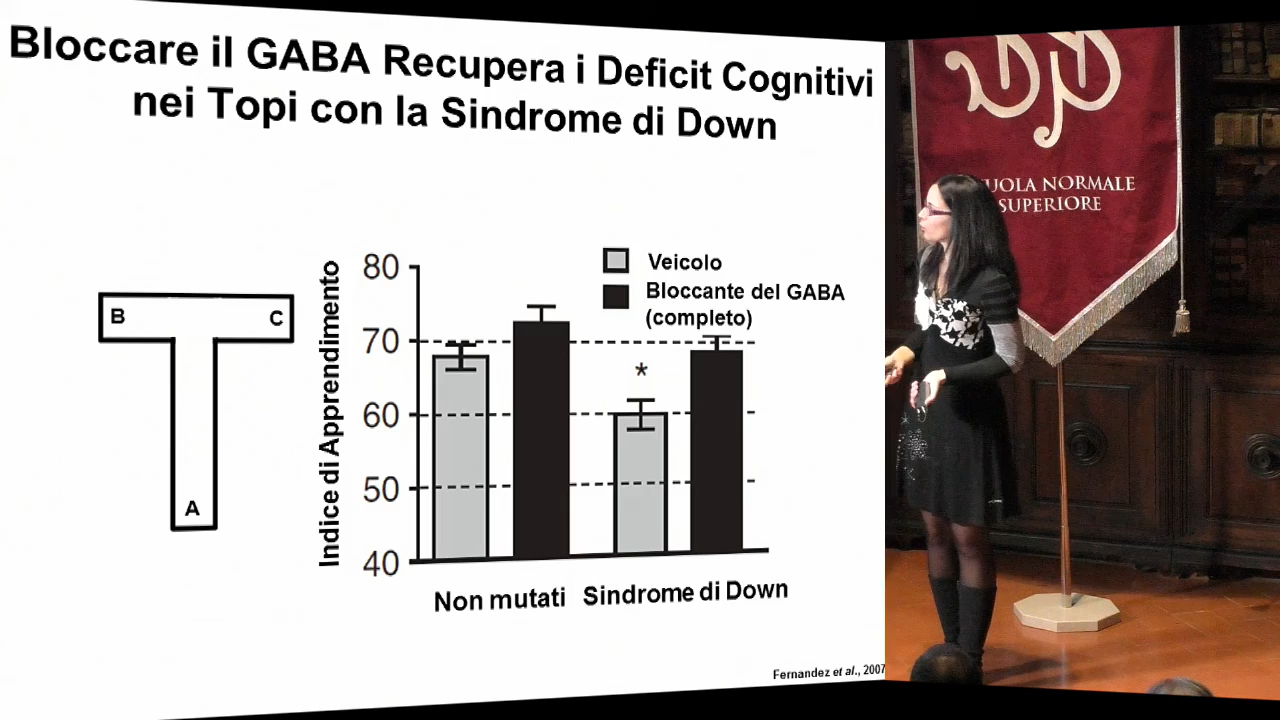 Bloccare il GABA Recupera i Deficit Cognitivi
nei Topi con la Sindrome di Down
B
C
A
Indice di Apprendimento
80
70
60
50
40
Veicolo
Bloccante del GABA
(completo)
*
Non mutati
Sindrome di Down
Fernandez et al., 2007
UOLA NORMALE
SUPERIORE